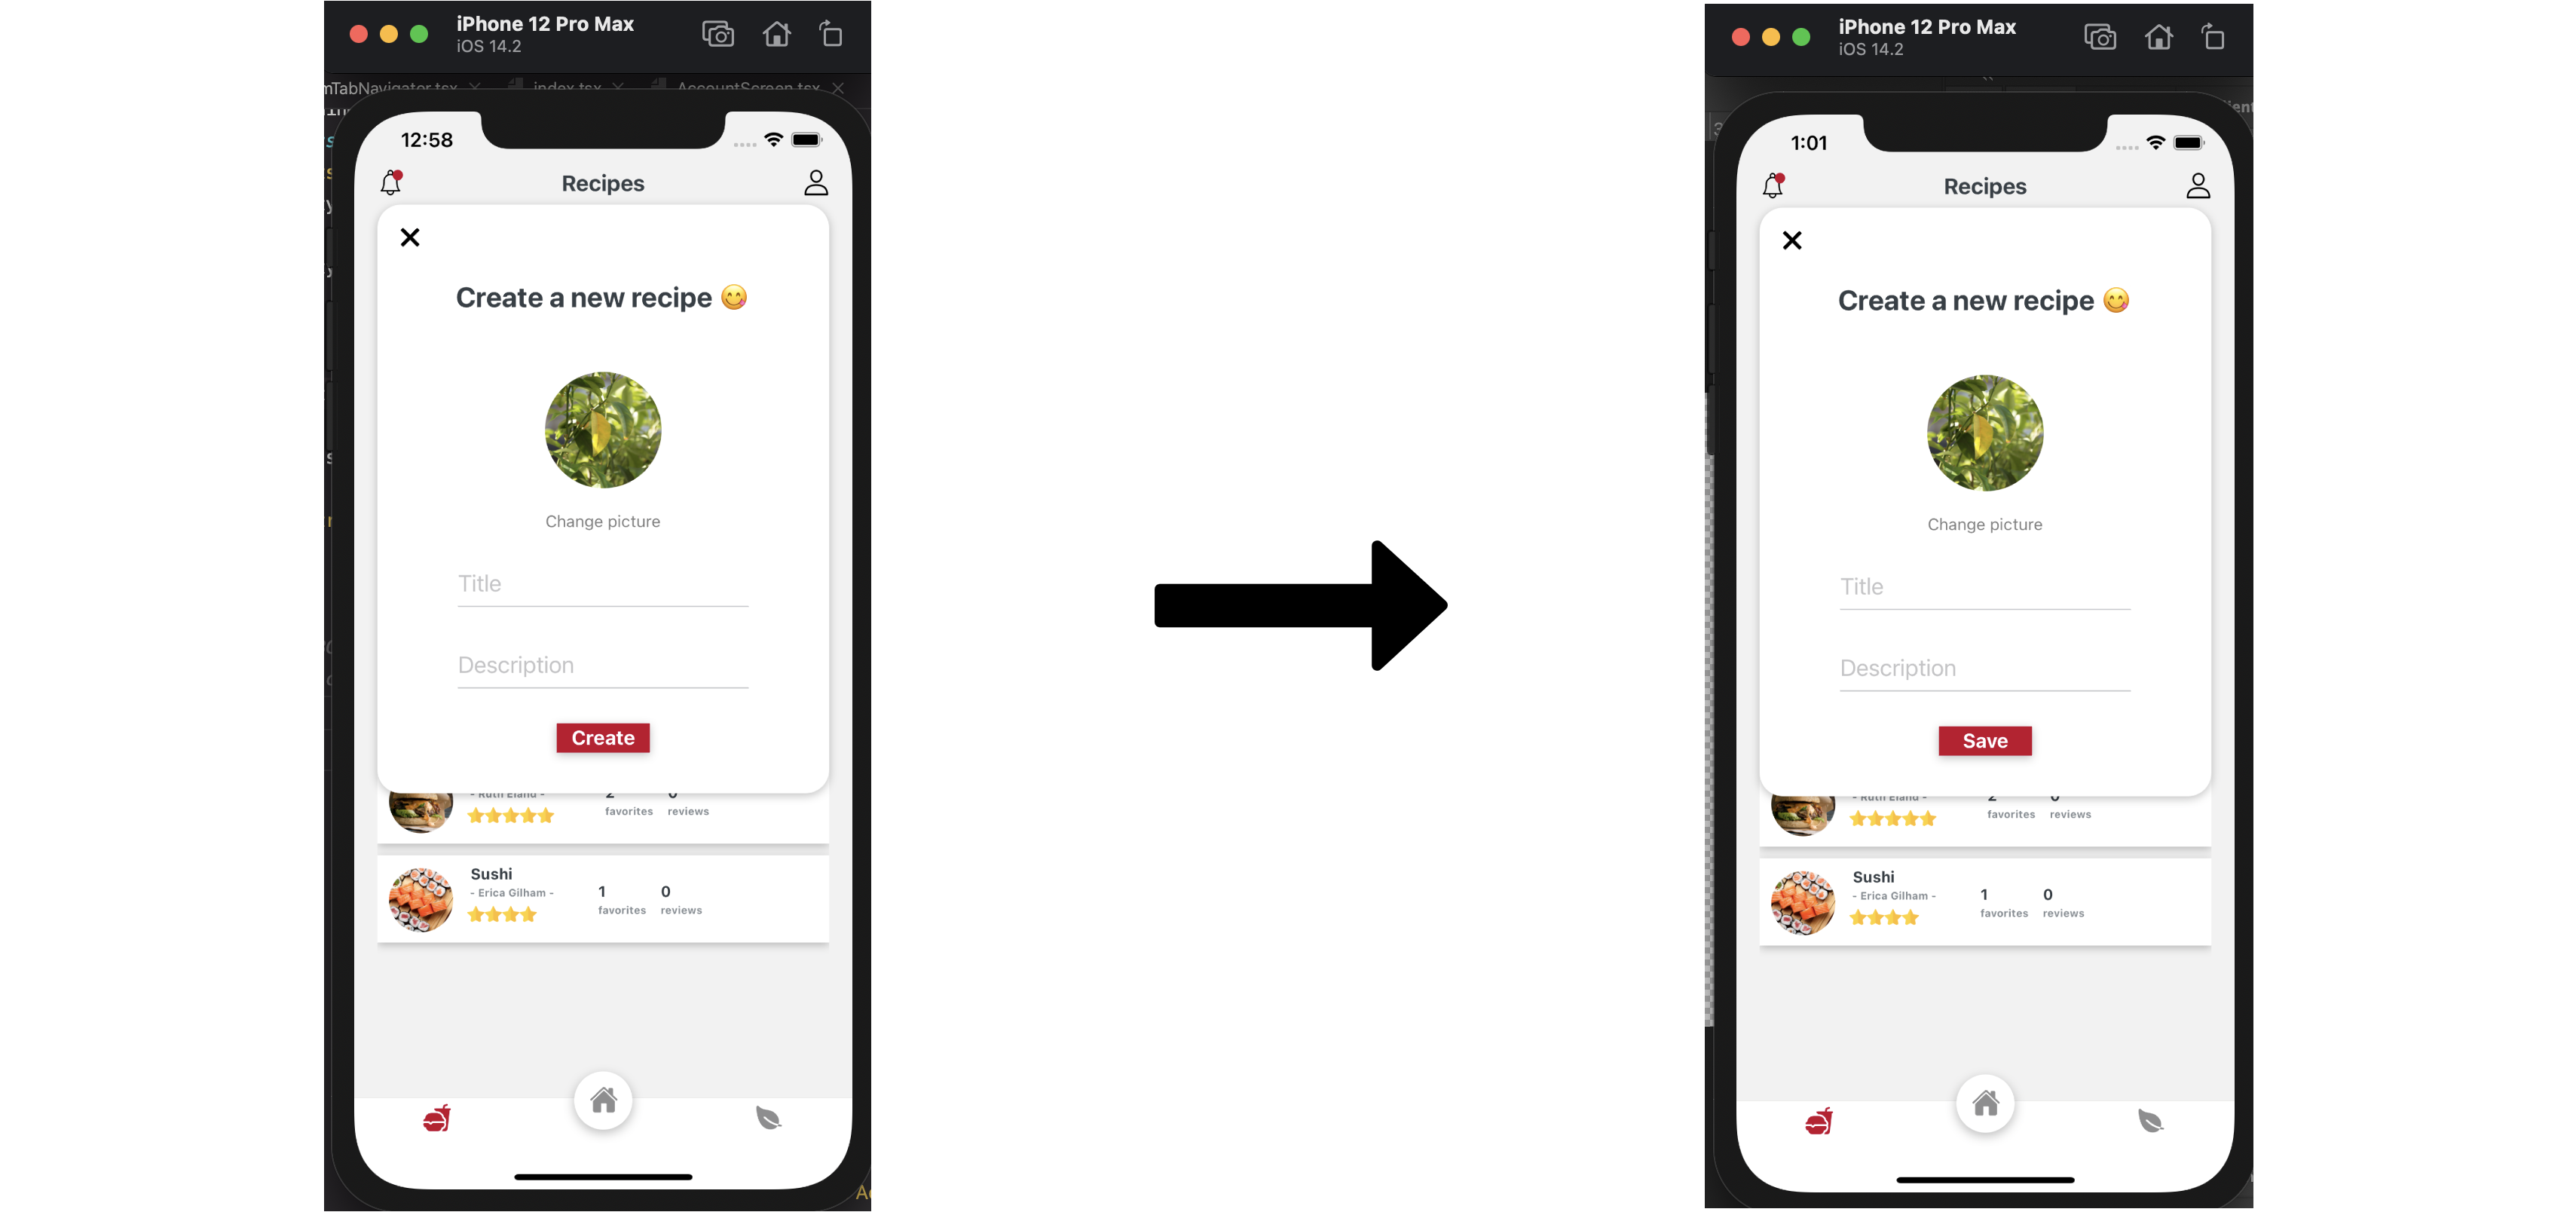 iPhone 12 Pro Max
iOS 14.2
TabNavigator.tsx
index.tsx
AccountScreen.tsx
12:58
Recipes
Create a new recipe 😋
Change picture
Title
Description
Create
- Ruth Eland -
2
0
favorites
reviews
Sushi
- Erica Gilham -
1
0
favorites
reviews
iPhone 12 Pro Max
iOS 14.2
1:01
Recipes
Create a new recipe 😋
Change picture
Title
Description
Save
- Ruth Eland -
2
0
favorites
reviews
Sushi
- Erica Gilham -
1
0
favorites
reviews